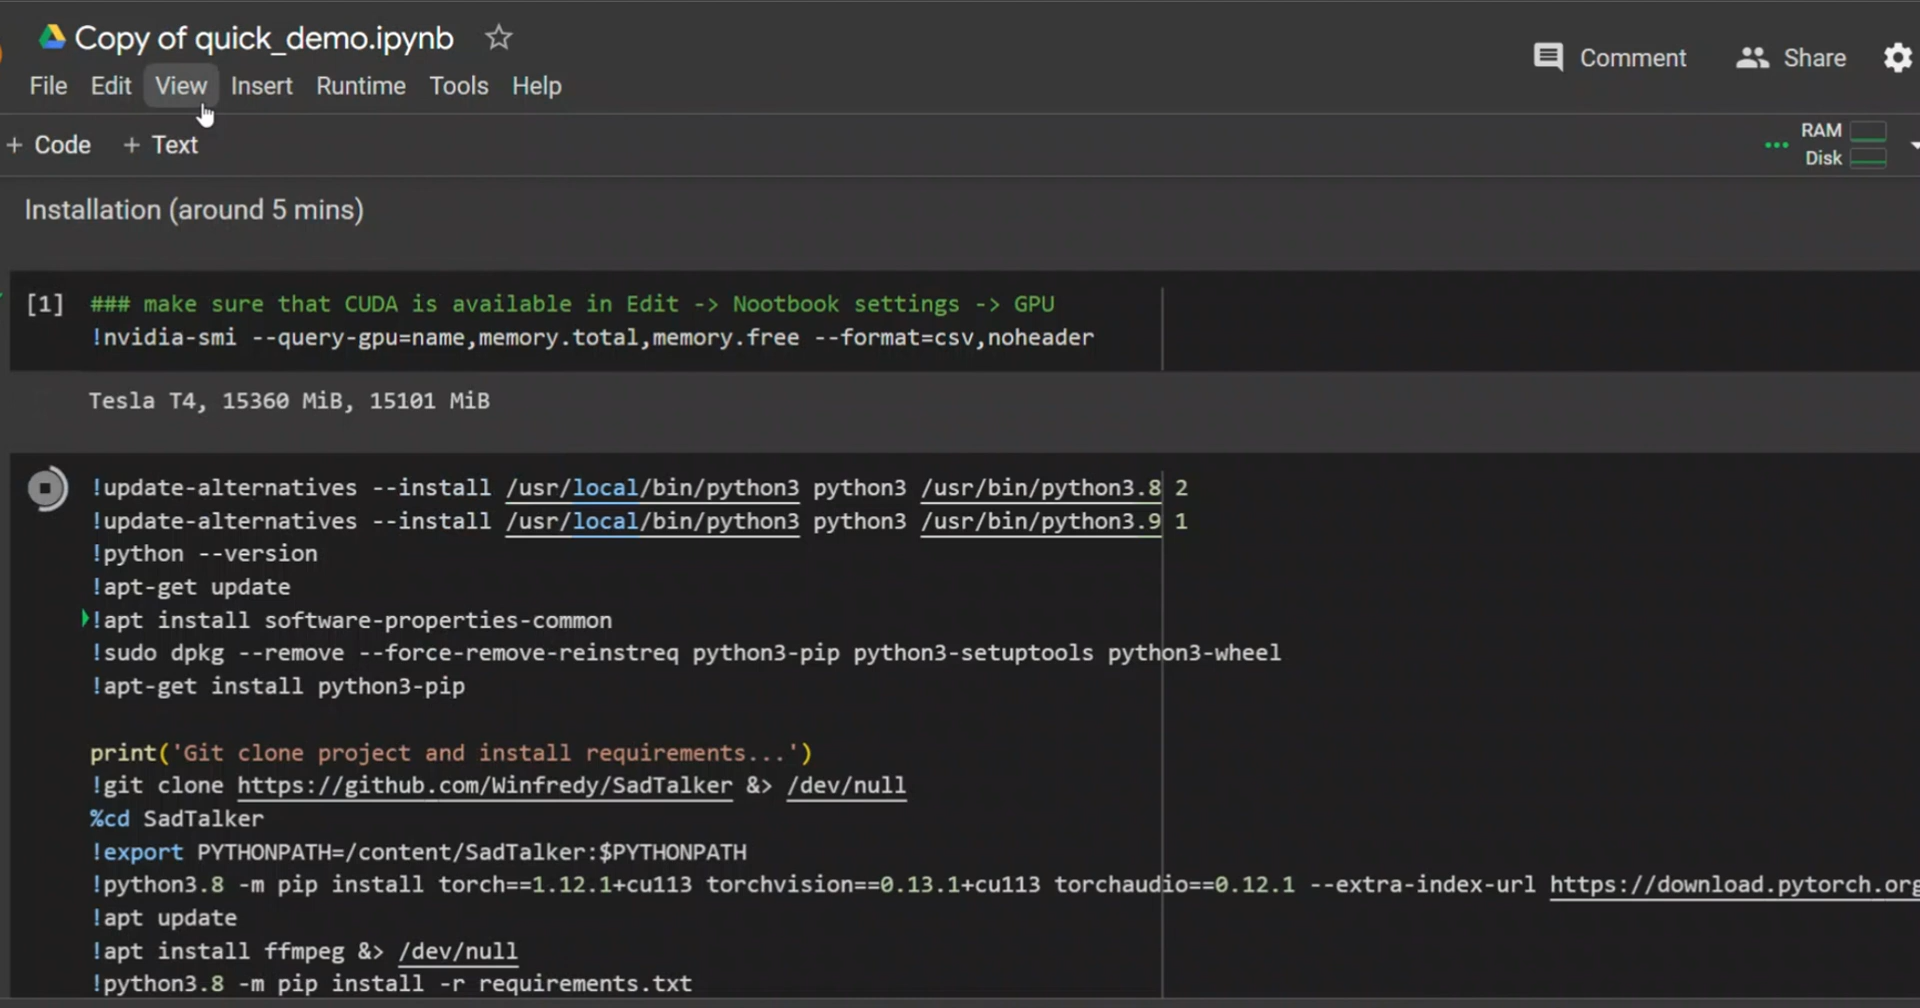 Copy of quick_demo.ipynb
Comment
Share
File Edit View Insert Runtime Tools Help
+ Code + Text
RAM
Disk
Installation (around 5 mins)
[1] ### make sure that CUDA is available in Edit -> Nootbook settings -> GPU
!nvidia-smi --query-gpu=name,memory.total,memory.free --format=csv,noheader
Tesla T4, 15360 MiB, 15101 MiB
!update-alternatives --install /usr/local/bin/python3 python3 /usr/bin/python3.8 2
!update-alternatives --install /usr/local/bin/python3 python3 /usr/bin/python3.9 1
!python --version
!apt-get update
!apt install software-properties-common
!sudo dpkg --remove --force-remove-reinstreq python3-pip python3-setuptools python3-wheel
!apt-get install python3-pip
print('Git clone project and install requirements...')
!git clone https://github.com/Winfredy/SadTalker &> /dev/null
%cd SadTalker
!export PYTHONPATH=/content/SadTalker:$PYTHONPATH
!python3.8 -m pip install torch==1.12.1+cu113 torchvision==0.13.1+cu113 torchaudio==0.12.1 --extra-index-url https://download.pytorch.org
!apt update
!apt install ffmpeg &> /dev/null
!python3.8 -m pip install -r requirements.txt